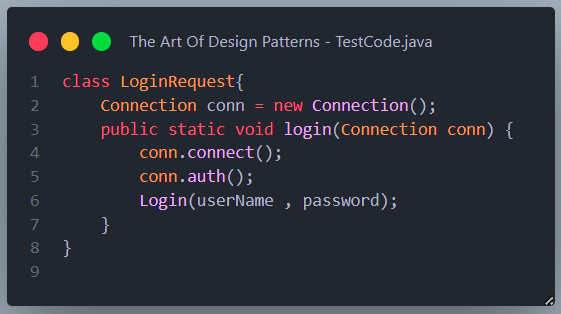 The Art Of Design Patterns - TestCode.java
1 class LoginRequest{
2     Connection conn = new Connection();
3     public static void login(Connection conn) {
4         conn.connect();
5         conn.auth();
6         Login(userName , password);
7     }
8 }
9